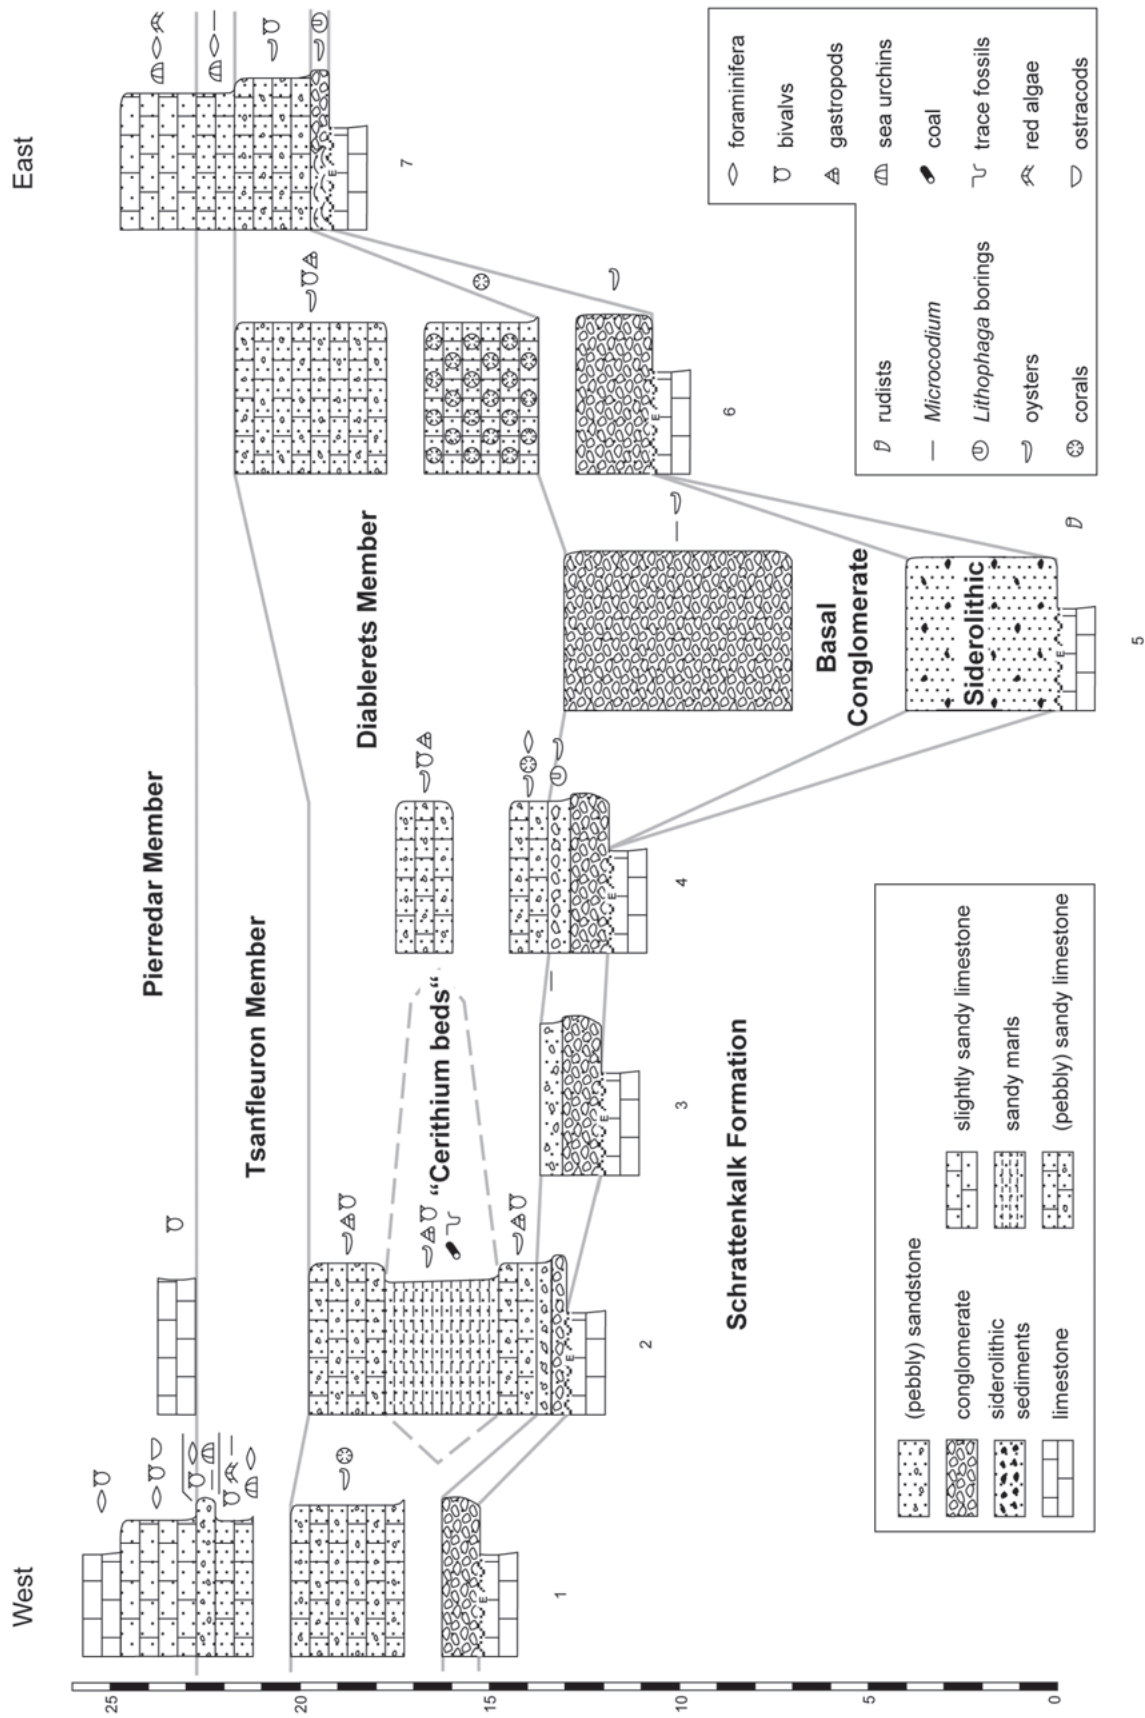 West
East
Pierredar Member
Tsanfleuron Member
Diablerets Member
“Cerithium beds“
Basal
Conglomerate
Siderolithic
Schrattenkalk Formation
25
20
15
10
5
0
E
E
E
E
E
E
E
1
2
3
4
5
6
7
(pebbly) sandstone
conglomerate
siderolithic
sediments
limestone
slightly sandy limestone
sandy marls
(pebbly) sandy limestone
rudists
Microcodium
Lithophaga borings
oysters
corals
foraminifera
bivalvs
gastropods
sea urchins
coal
trace fossils
red algae
ostracods